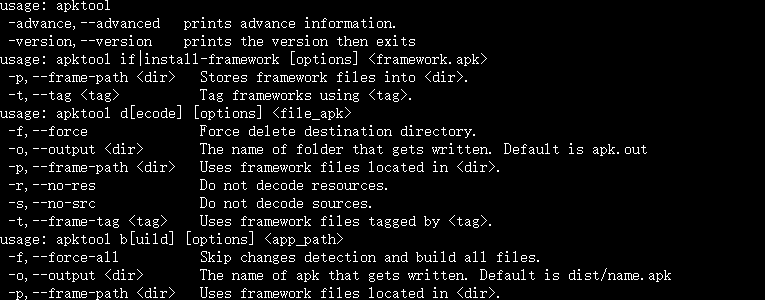 usage: apktool
-advance,--advanced prints advance information.
-version,--version prints the version then exits
usage: apktool if|install-framework [options] <framework.apk>
-p,--frame-path <dir> Stores framework files into <dir>.
-t,--tag <tag> Tag frameworks using <tag>.
usage: apktool d[ecode] [options] <file_apk>
-f,--force Force delete destination directory.
-o,--output <dir> The name of folder that gets written. Default is apk.out
-p,--frame-path <dir> Uses framework files located in <dir>.
-r,--no-res Do not decode resources.
-s,--no-src Do not decode sources.
-t,--frame-tag <tag> Uses framework files tagged by <tag>.
usage: apktool b[uild] [options] <app_path>
-f,--force-all Skip changes detection and build all files.
-o,--output <dir> The name of apk that gets written. Default is dist/name.apk
-p,--frame-path <dir> Uses framework files located in <dir>.